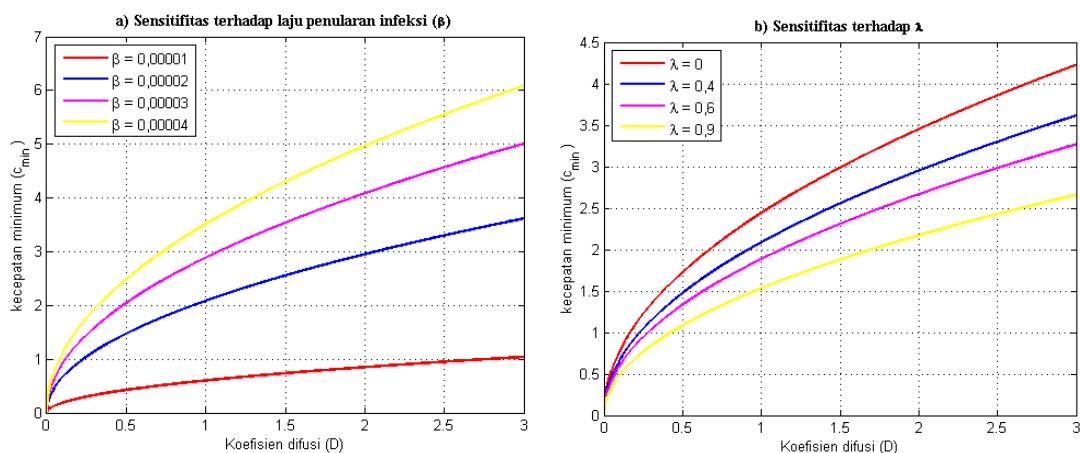 a) Sensitifitas terhadap laju penularan infeksi (β)
7
6
5
4
3
2
1
0
kecepatan minimum (c_min)
β = 0,00001
β = 0,00002
β = 0,00003
β = 0,00004
0 0.5 1 1.5 2 2.5 3
Koefisien difusi (D)
b) Sensitifitas terhadap λ
4.5
4
3.5
3
2.5
2
1.5
1
0.5
0
kecepatan minimum (c_min)
λ = 0
λ = 0,4
λ = 0,6
λ = 0,9
0 0.5 1 1.5 2 2.5 3
Koefisien difusi (D)